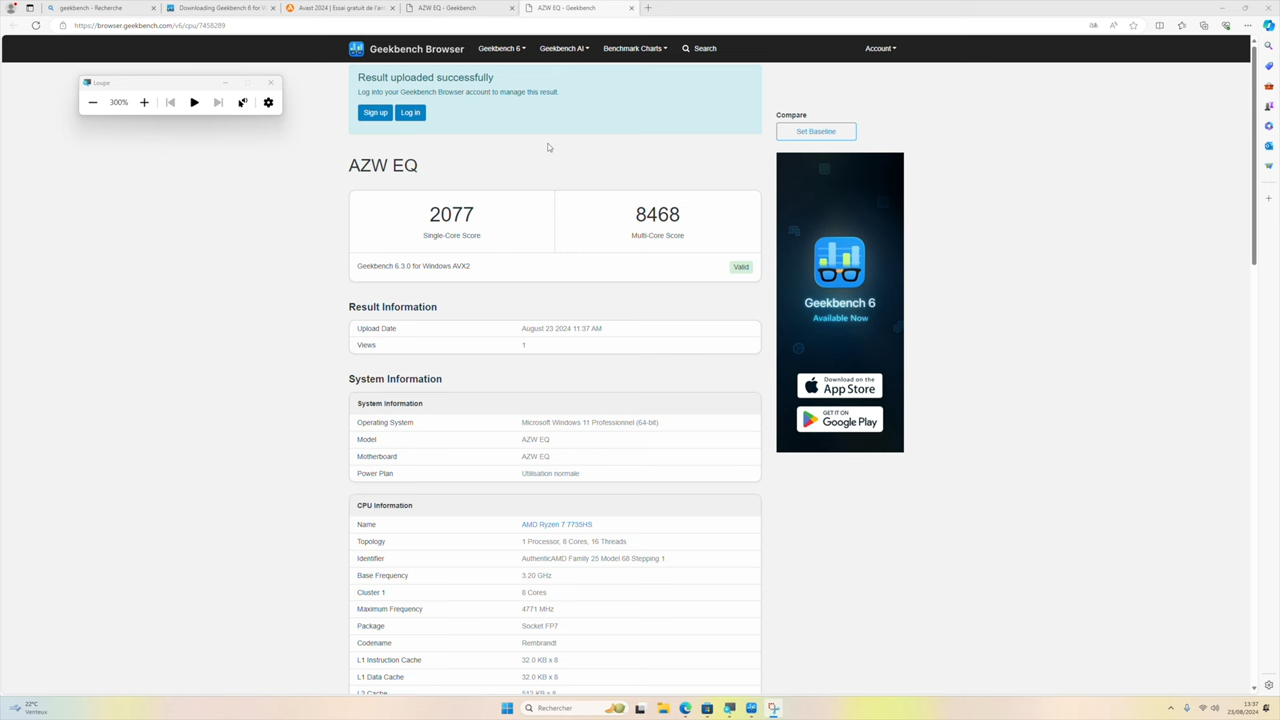 geekbench - Recherche
Downloading Geekbench 6 for W
Avast 2024 | Essai gratuit de l'an
AZW EQ - Geekbench
AZW EQ - Geekbench
https://browser.geekbench.com/v6/cpu/7458289
Geekbench Browser
Geekbench 6
Geekbench AI
Benchmark Charts
Search
Account
Loupe
300%
Result uploaded successfully
Log into your Geekbench Browser account to manage this result.
Sign up
Log in
Compare
Set Baseline
AZW EQ
2077
8468
Single-Core Score
Multi-Core Score
Geekbench 6.3.0 for Windows AVX2
Valid
Result Information
Upload Date
August 23 2024 11:37 AM
Views
1
System Information
System Information
Operating System
Microsoft Windows 11 Professionnel (64-bit)
Model
AZW EQ
Motherboard
AZW EQ
Power Plan
Utilisation normale
CPU Information
Name
AMD Ryzen 7 7735HS
Topology
1 Processor, 8 Cores, 16 Threads
Identifier
AuthenticAMD Family 25 Model 68 Stepping 1
Base Frequency
3.20 GHz
Cluster 1
8 Cores
Maximum Frequency
4771 MHz
Package
Socket FP7
Codename
Rembrandt
L1 Instruction Cache
32.0 KB x 8
L1 Data Cache
32.0 KB x 8
L2 Cache
512 KB x 8
Geekbench 6
Available Now
Download on the
App Store
GET IT ON
Google Play
22°C
Venteux
Rechercher
13:37
23/08/2024